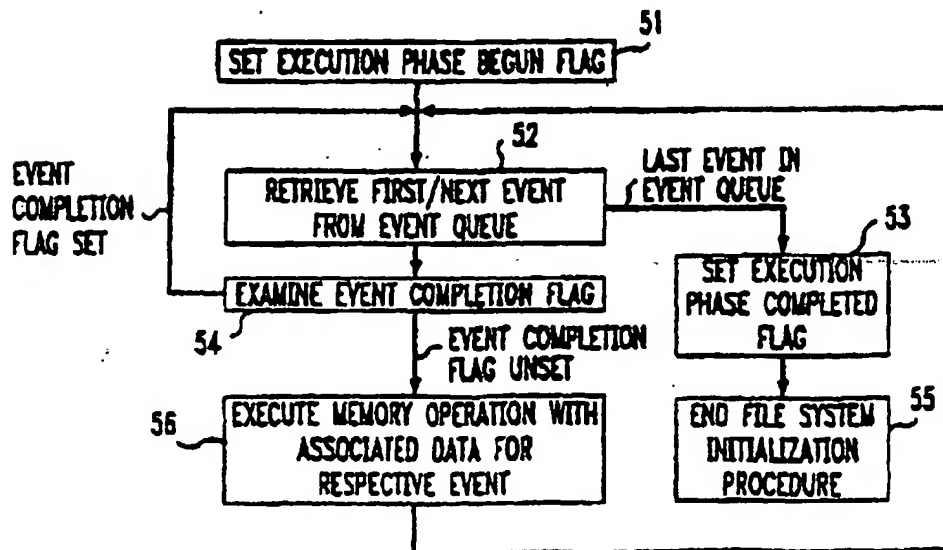 51
SET EXECUTION PHASE BEGUN FLAG
52
EVENT
COMPLETION
FLAG SET
RETRIEVE FIRST/NEXT EVENT
FROM EVENT QUEUE
LAST EVENT IN
EVENT QUEUE
53
SET EXECUTION
PHASE COMPLETED
FLAG
EXAMINE EVENT COMPLETION FLAG
54
EVENT COMPLETION
FLAG UNSET
56
EXECUTE MEMORY OPERATION WITH
ASSOCIATED DATA FOR
RESPECTIVE EVENT
55
END FILE SYSTEM
INITIALIZATION
PROCEDURE